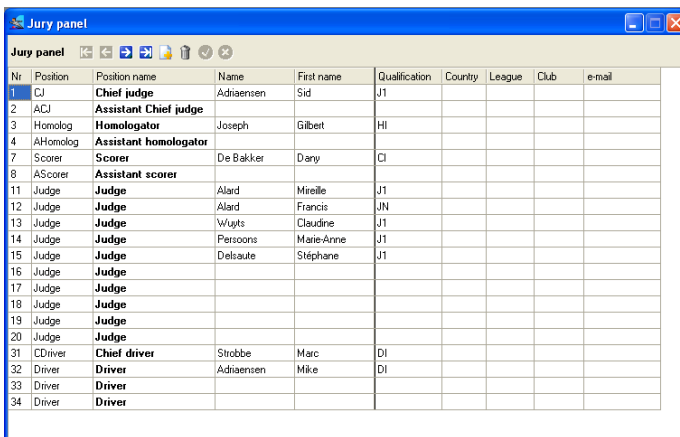 Jury panel
Jury panel
Nr Position Position name Name First name Qualification Country League Club e-mail
1 CJ Chief judge Adriaensen Sid J1
2 ACJ Assistant Chief judge
3 Homolog Homologator Joseph Gilbert HI
4 AHomolog Assistant homologator
7 Scorer Scorer De Bakker Dany CI
8 AScorer Assistant scorer
11 Judge Judge Alard Mireille J1
12 Judge Judge Alard Francis JN
13 Judge Judge Wuyts Claudine J1
14 Judge Judge Persoons Marie-Anne J1
15 Judge Judge Delsaute Stéphane J1
16 Judge Judge
17 Judge Judge
18 Judge Judge
19 Judge Judge
20 Judge Judge
31 CDriver Chief driver Strobbe Marc DI
32 Driver Driver Adriaensen Mike DI
33 Driver Driver
34 Driver Driver